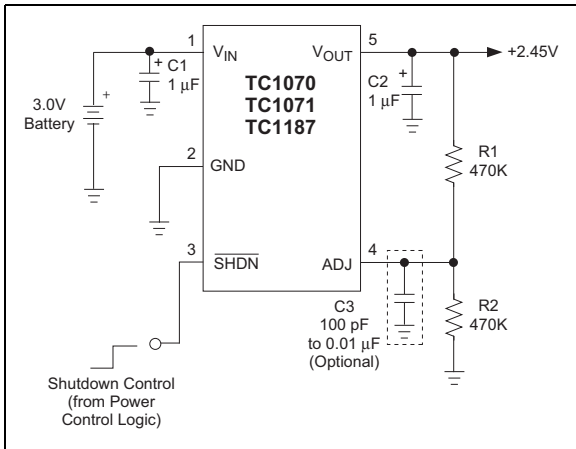 1
VIN
C1
1 µF
+
3.0V
Battery
+
TC1070
TC1071
TC1187
VOUT
5
+2.45V
C2
1 µF
+
R1
470K
2
GND
3
SHDN
ADJ
4
C3
100 pF
to 0.01 µF
(Optional)
R2
470K
Shutdown Control
(from Power
Control Logic)